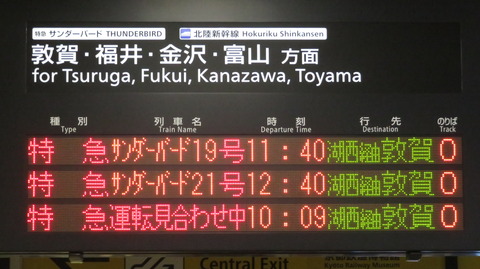 特急 サンダーバード THUNDERBIRD 北陸新幹線 Hokuriku Shinkansen
敦賀・福井・金沢・富山 方面
for Tsuruga, Fukui, Kanazawa, Toyama
種別 列車名 時刻 行先 のりば
Type Train Name Departure Time Destination Track
特急 サンダーバード19号 11:40 湖西線経由 敦賀 0
特急 サンダーバード21号 12:40 湖西線経由 敦賀 0
特急 運転見合わせ中 10:09 湖西線経由 敦賀 0
Central Exit
Kyoto Railway Museum